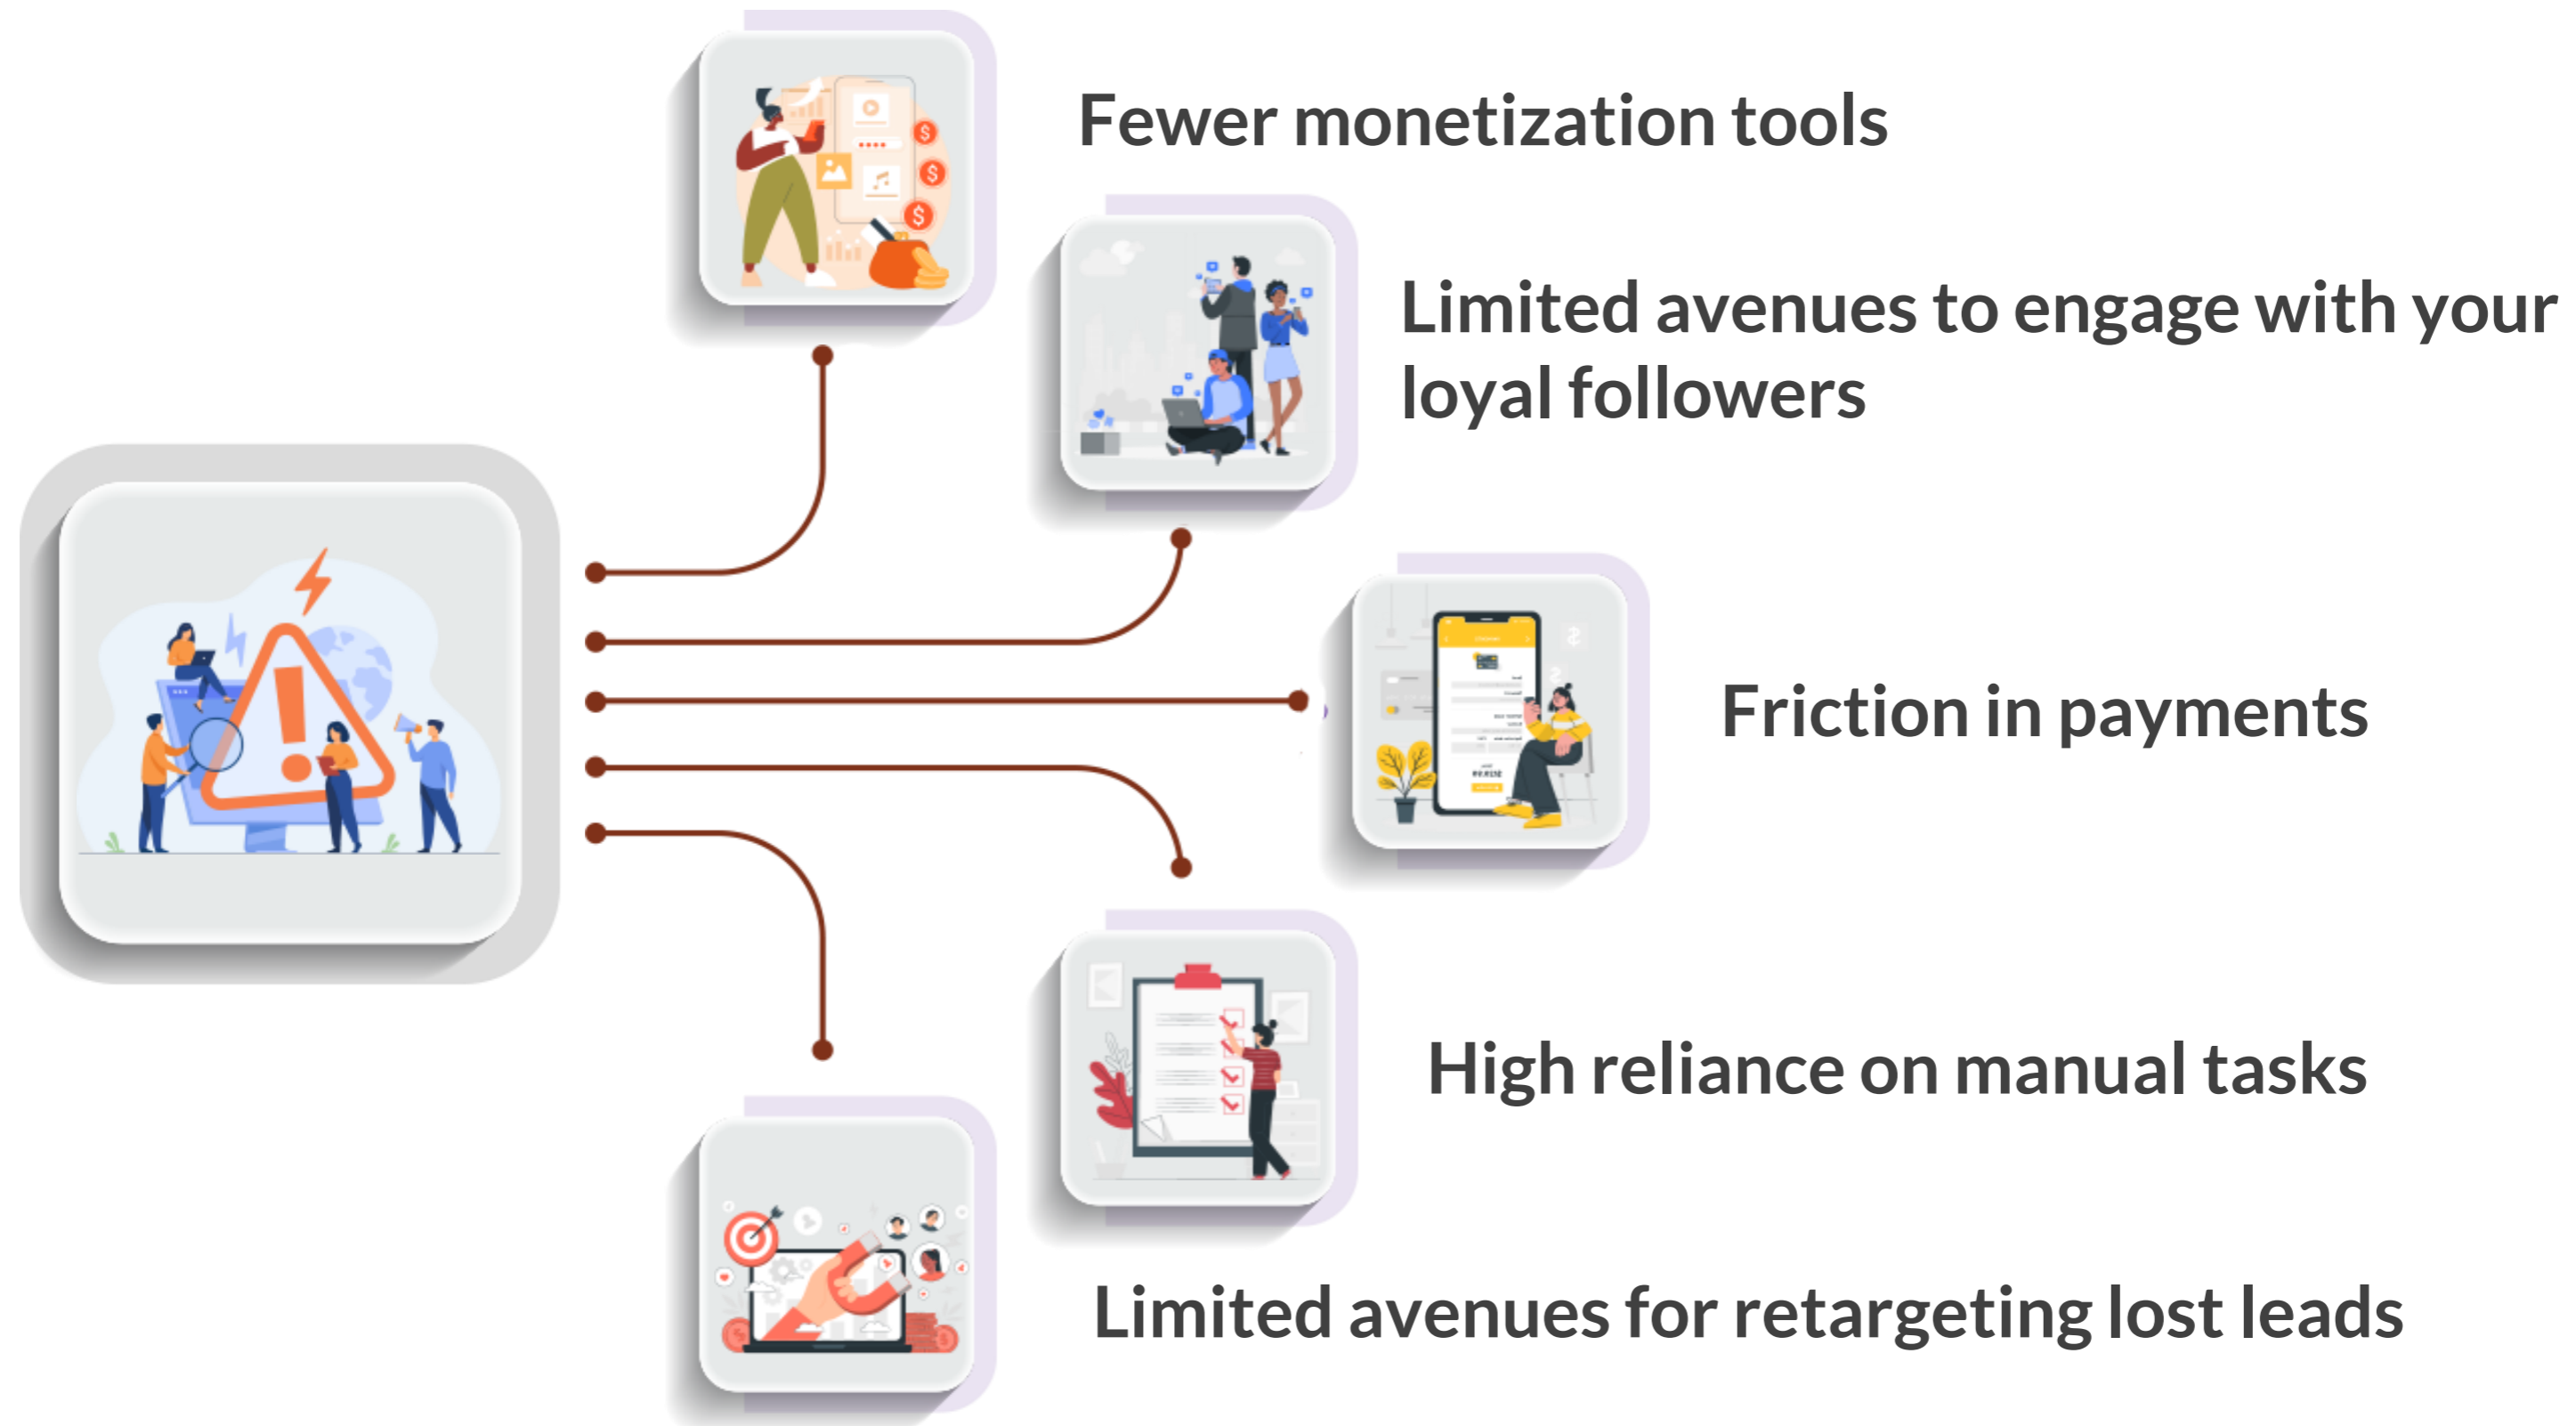 Fewer monetization tools
Limited avenues to engage with your
loyal followers
Friction in payments
High reliance on manual tasks
Limited avenues for retargeting lost leads